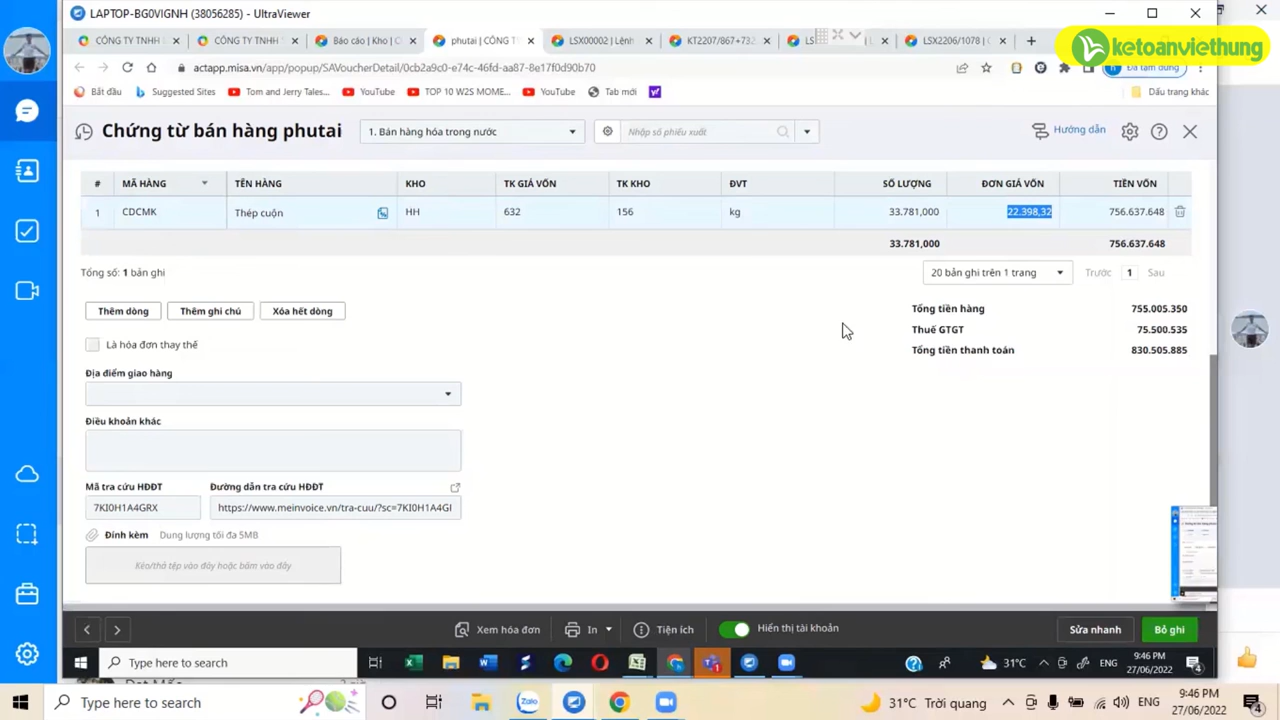 LAPTOP-BG0VIGNH (38056285) - UltraViewer
ketoanviethung
CÔNG TY TNHH
CÔNG TY TNHH
Báo cáo | Kho | C
phutai | CÔNG T
LSX00002 | Lệnh
KT2207/867+732
LS
LSX2206/1078 | C
actapp.misa.vn/app/popup/SAVoucherDetail/0cb2a9e0-e74c-46fd-aa87-8e17f0d90b70
Đã tạm dừng
Bắt đầu
Suggested Sites
Tom and Jerry Tales...
YouTube
TOP 10 W2S MOME...
YouTube
Tab mới
Dấu trang khác
Chứng từ bán hàng phutai
1. Bán hàng hóa trong nước
Nhập số phiếu xuất
Hướng dẫn
# MÃ HÀNG TÊN HÀNG KHO TK GIÁ VỐN TK KHO ĐVT SỐ LƯỢNG ĐƠN GIÁ VỐN TIỀN VỐN
1 CDCMK Thép cuộn HH 632 156 kg 33.781,000 22.398,32 756.637.648
33.781,000 756.637.648
Tổng số: 1 bản ghi
20 bản ghi trên 1 trang
Trước 1 Sau
Thêm dòng Thêm ghi chú Xóa hết dòng
Tổng tiền hàng 755.005.350
Thuế GTGT 75.500.535
Tổng tiền thanh toán 830.505.885
Là hóa đơn thay thế
Địa điểm giao hàng
Điều khoản khác
Mã tra cứu HĐĐT
Đường dẫn tra cứu HĐĐT
7KI0H1A4GRX
https://www.meinvoice.vn/tra-cuu/?sc=7KI0H1A4GI
Đính kèm Dung lượng tối đa 5MB
Kéo/thả tệp vào đây hoặc bấm vào đây
Xem hóa đơn In Tiện ích Hiển thị tài khoản Sửa nhanh Bỏ ghi
Type here to search
31°C
ENG
9:46 PM
27/06/2022
4
Type here to search
Zalo
31°C Trời quang
ENG
9:46 PM
27/06/2022
4